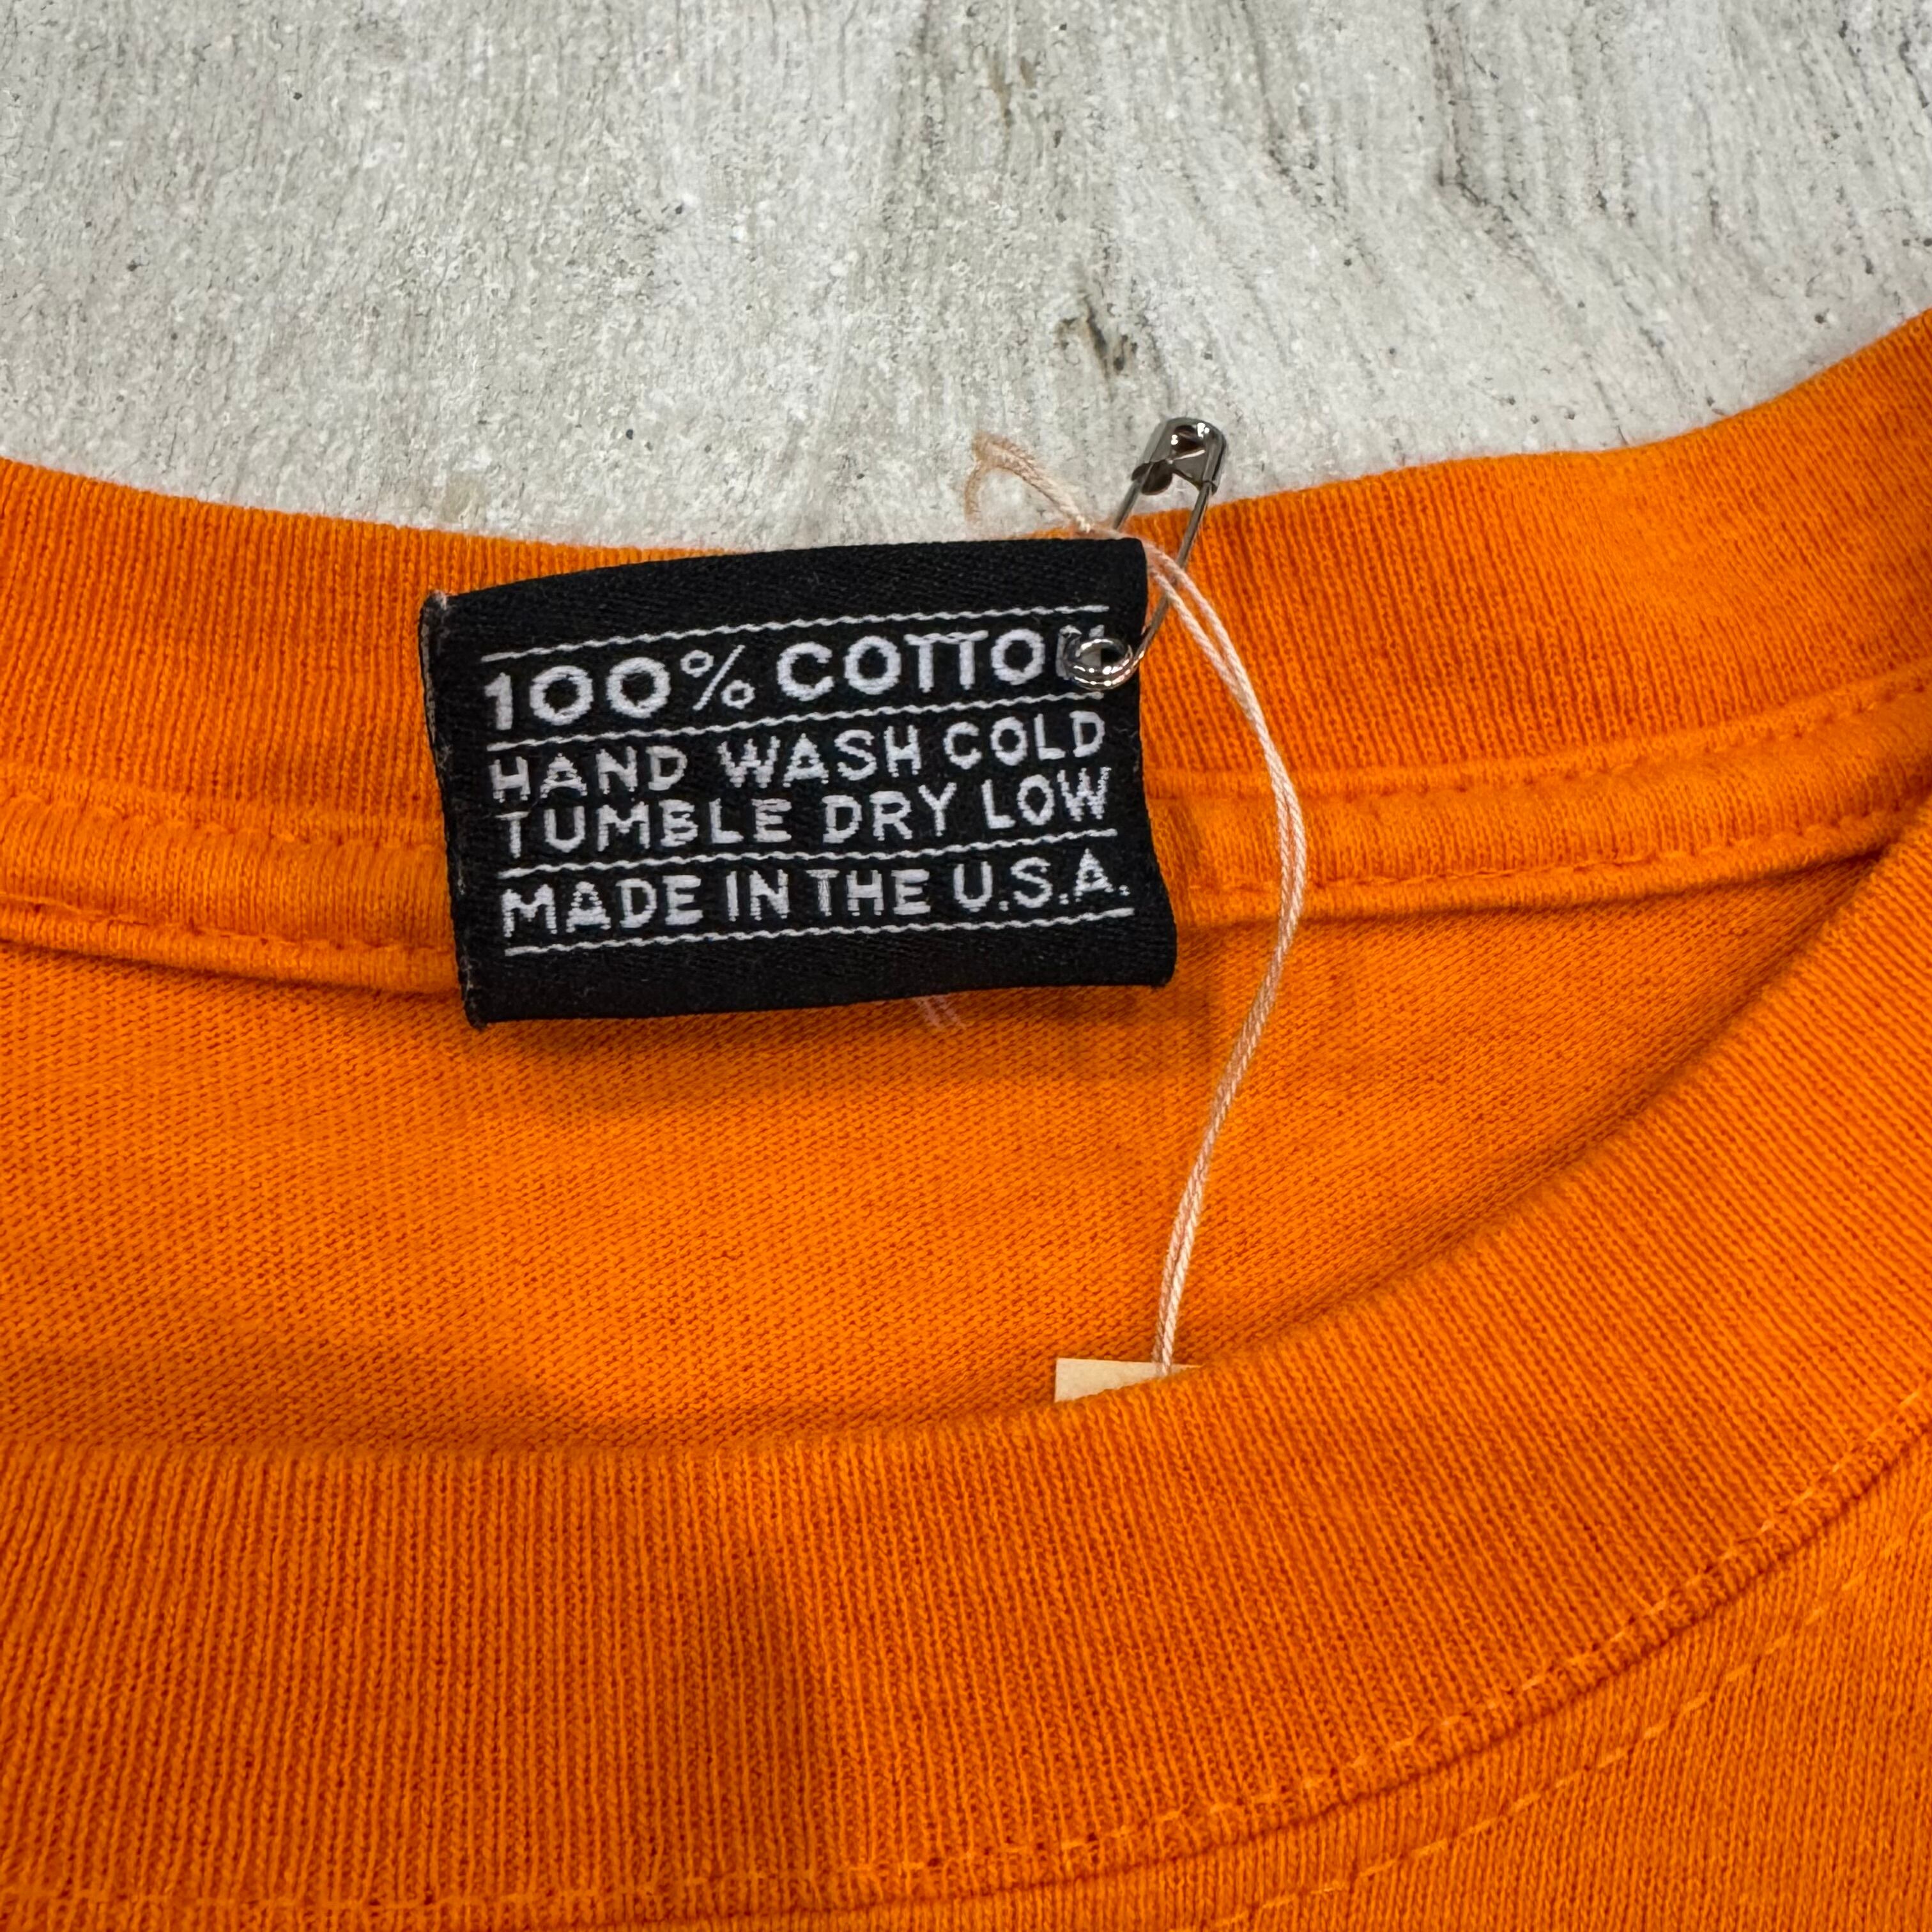 100% COTTON
HAND WASH COLD
TUMBLE DRY LOW
MADE IN THE U.S.A.